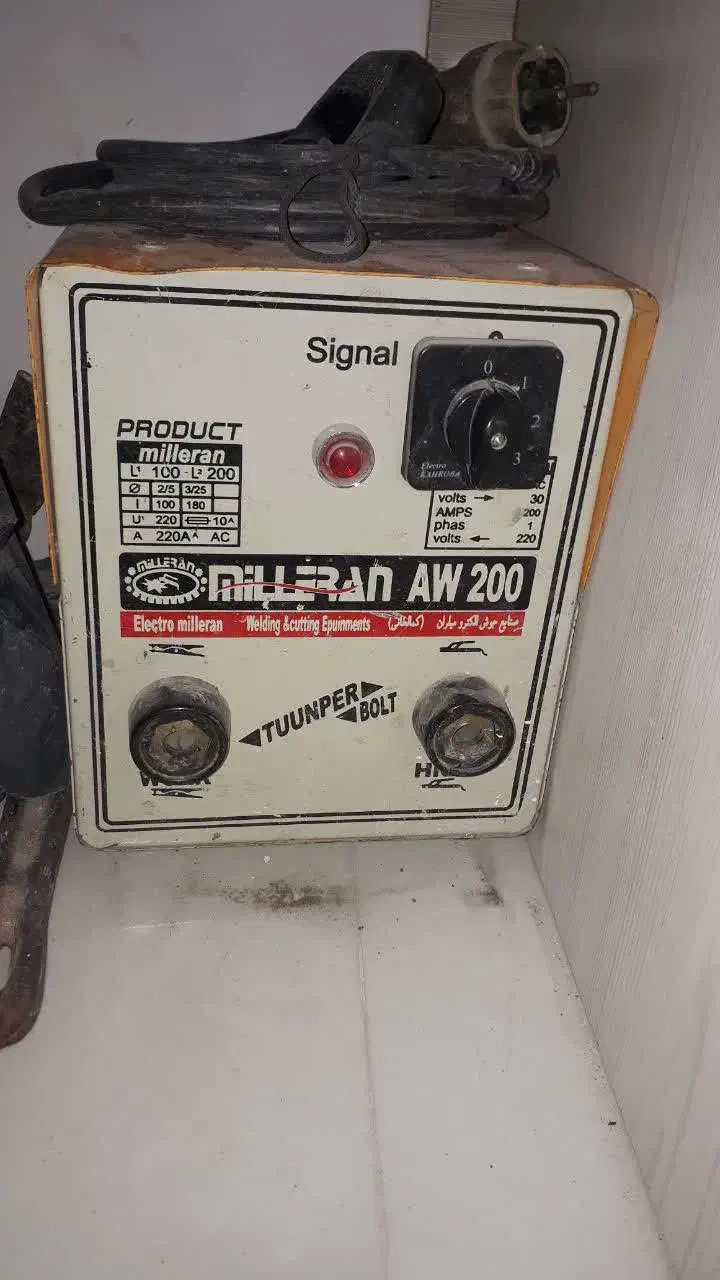 Signal
0
1
2
3
Electro
KAHROBA
PRODUCT
milleran
L¹ 100 - L² 200
Ø 2/5 3/25
I 100 180
U¹ 220 10ᴬ
A 220Aˣ AC
volts → 30
AMPS 200
phas 1
volts ← 220
MILLERAN
MILLERAN AW 200
Electro milleran Welding &cutting Epuinments صنایع جوش الکترو میلران (کمالخانی)
TUUNPER
BOLT